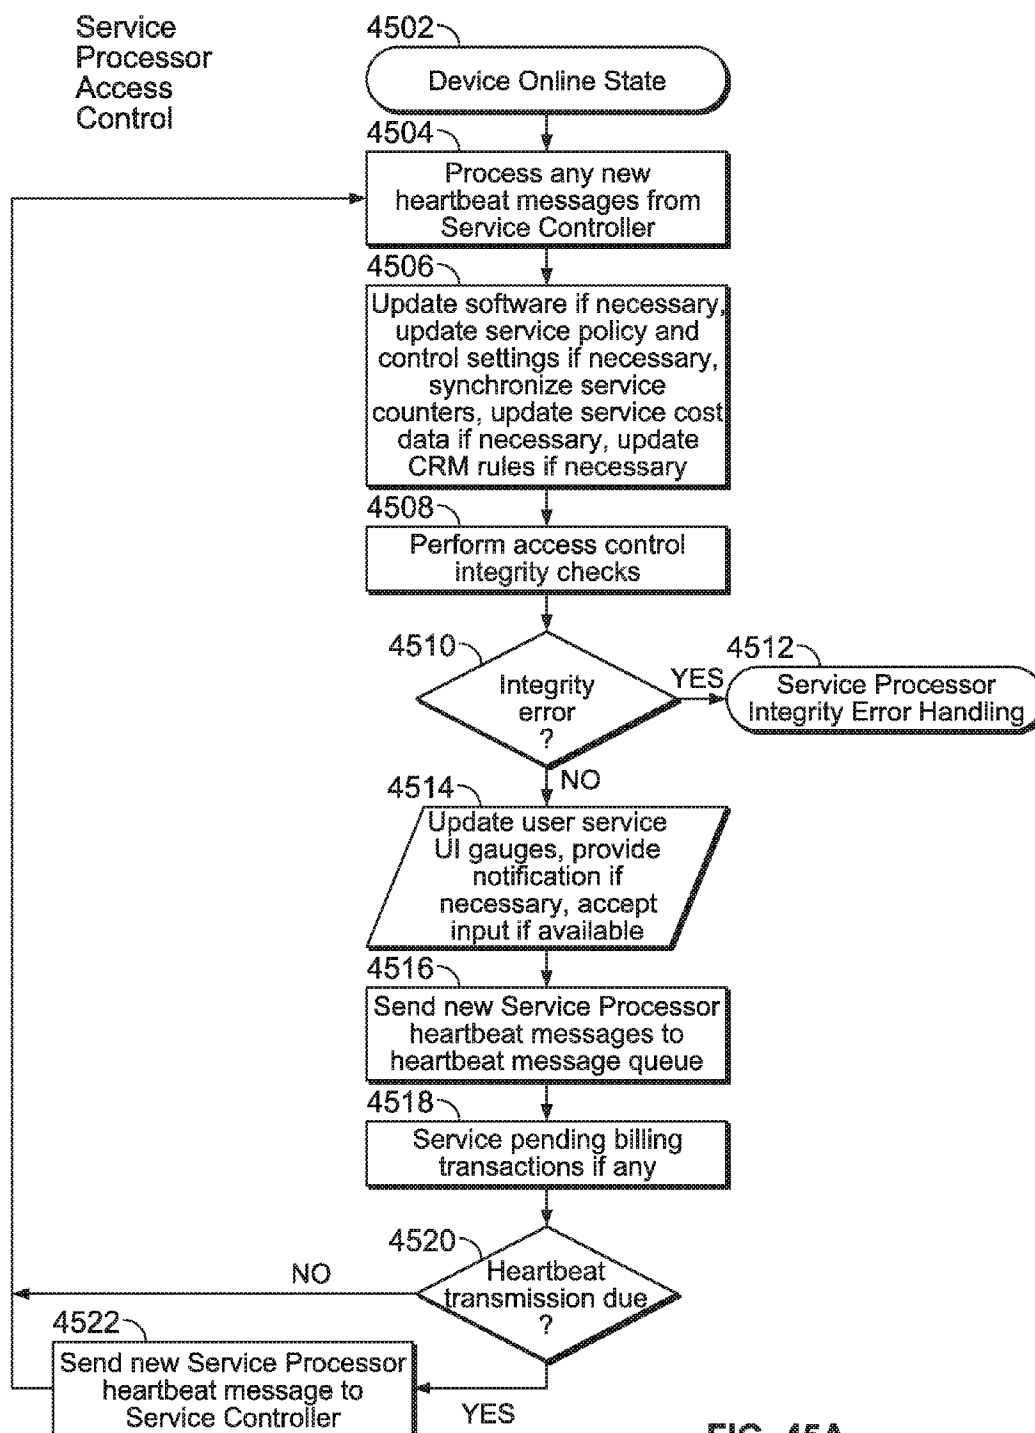 Service
Processor
Access
Control
4502
Device Online State
4504
Process any new
heartbeat messages from
Service Controller
4506
Update software if necessary,
update service policy and
control settings if necessary,
synchronize service
counters, update service cost
data if necessary, update
CRM rules if necessary
4508
Perform access control
integrity checks
4510
Integrity
error
?
YES
4512
Service Processor
Integrity Error Handling
NO
4514
Update user service
UI gauges, provide
notification if
necessary, accept
input if available
4516
Send new Service Processor
heartbeat messages to
heartbeat message queue
4518
Service pending billing
transactions if any
4520
Heartbeat
transmission due
?
NO
YES
4522
Send new Service Processor
heartbeat message to
Service Controller
FIG. 45A